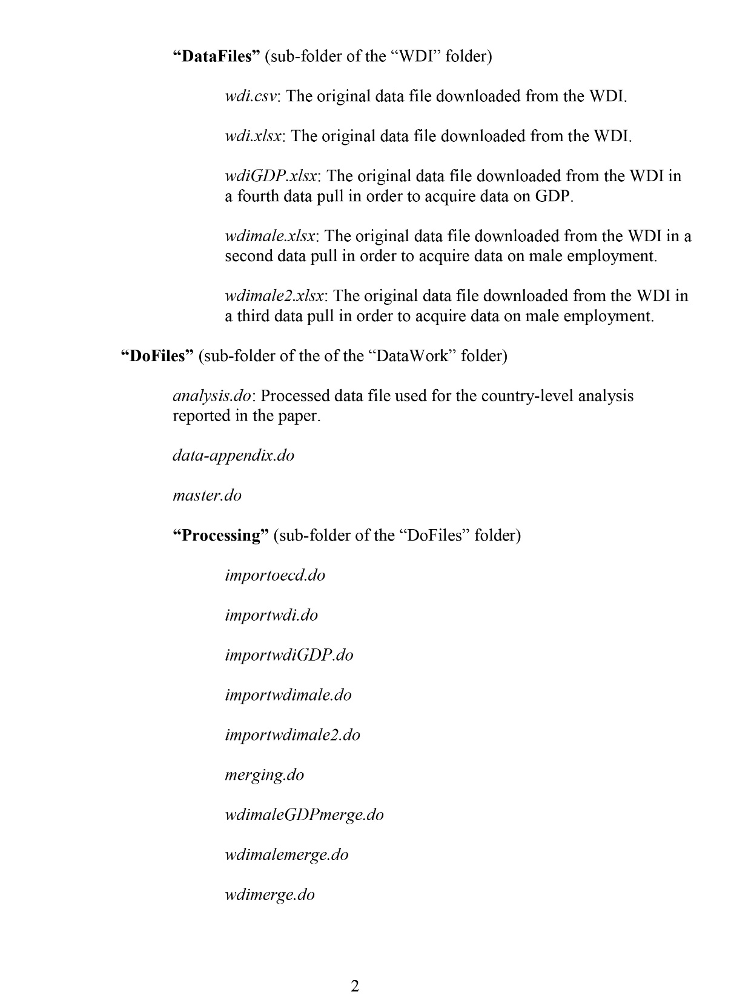 “DataFiles” (sub-folder of the “WDI” folder)
wdi.csv: The original data file downloaded from the WDI.
wdi.xlsx: The original data file downloaded from the WDI.
wdiGDP.xlsx: The original data file downloaded from the WDI in
a fourth data pull in order to acquire data on GDP.
wdimale.xlsx: The original data file downloaded from the WDI in a
second data pull in order to acquire data on male employment.
wdimale2.xlsx: The original data file downloaded from the WDI in
a third data pull in order to acquire data on male employment.
“DoFiles” (sub-folder of the of the “DataWork” folder)
analysis.do: Processed data file used for the country-level analysis
reported in the paper.
data-appendix.do
master.do
“Processing” (sub-folder of the “DoFiles” folder)
importoecd.do
importwdi.do
importwdiGDP.do
importwdimale.do
importwdimale2.do
merging.do
wdimaleGDPmerge.do
wdimalemerge.do
wdimerge.do
2